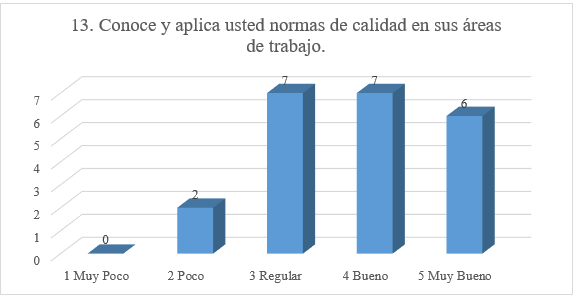 13. Conoce y aplica usted normas de calidad en sus áreas
de trabajo.
7
6
5
4
3
2
1
0
0
2
7
7
6
1 Muy Poco
2 Poco
3 Regular
4 Bueno
5 Muy Bueno